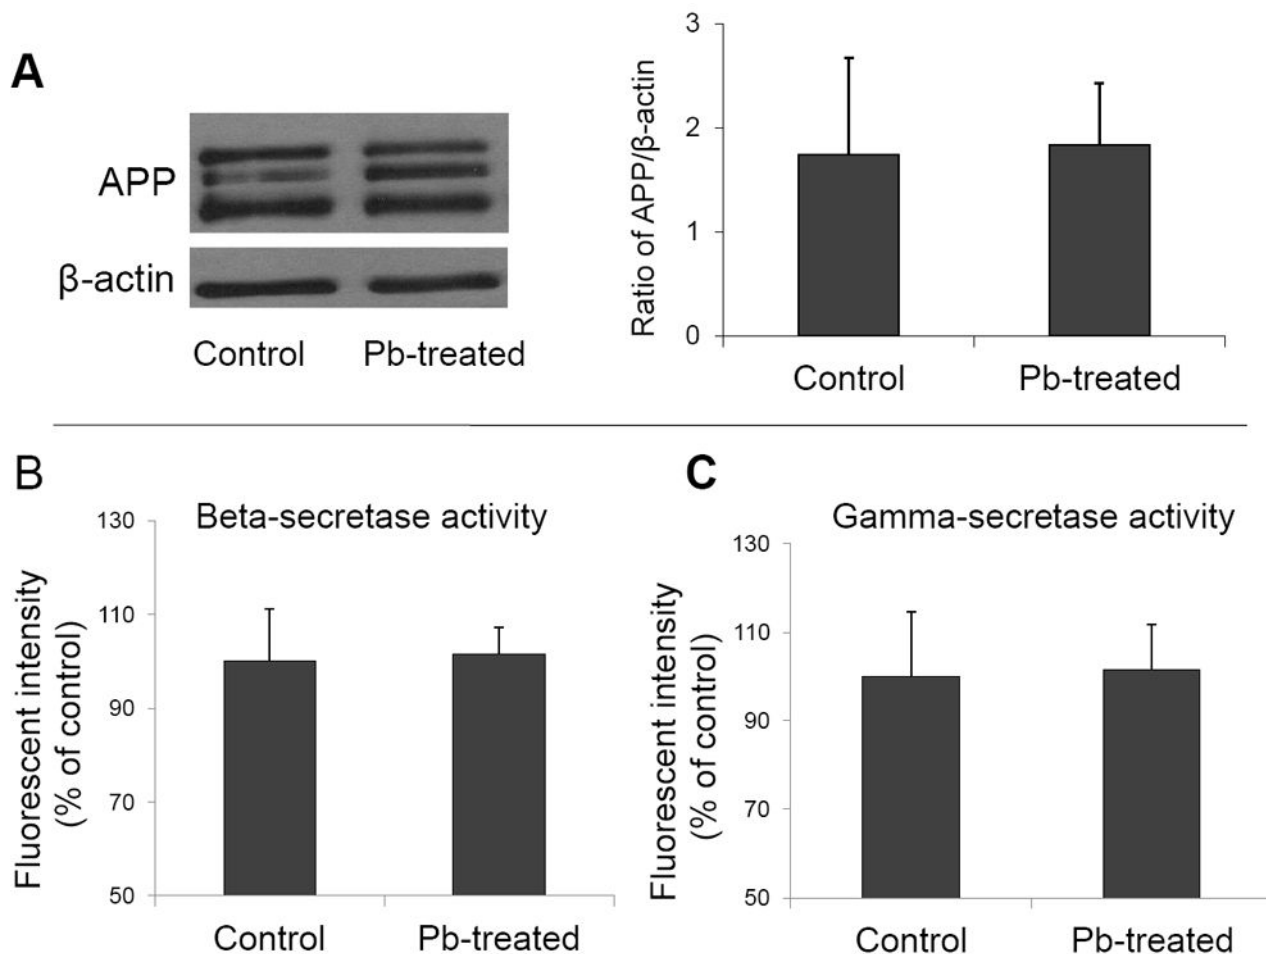 A
APP
β-actin
Control Pb-treated
Ratio of APP/β-actin
3
2
1
0
Control Pb-treated
B
Beta-secretase activity
Fluorescent intensity
(% of control)
130
110
90
70
50
Control Pb-treated
C
Gamma-secretase activity
Fluorescent intensity
(% of control)
130
110
90
70
50
Control Pb-treated